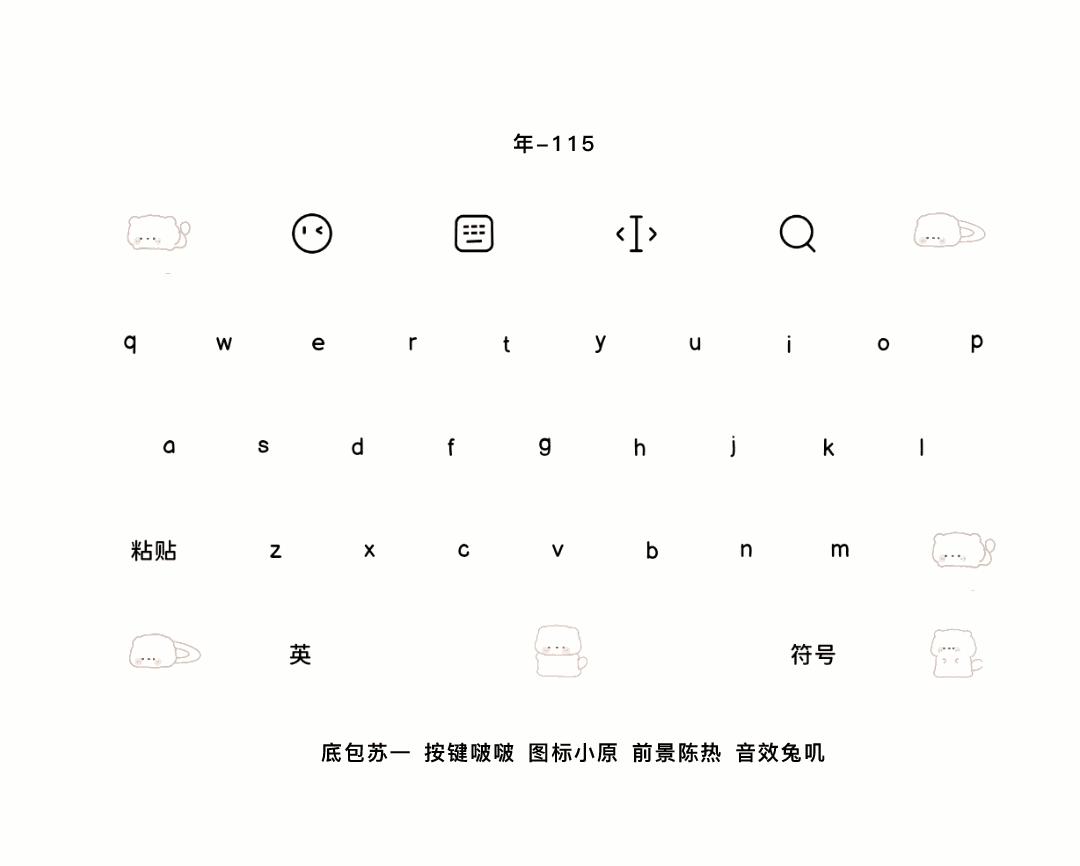 年-115
q w e r t y u i o p
a s d f g h j k l
粘贴 z x c v b n m
英 符号
底包苏一 按键啵啵 图标小原 前景陈热 音效兔叽